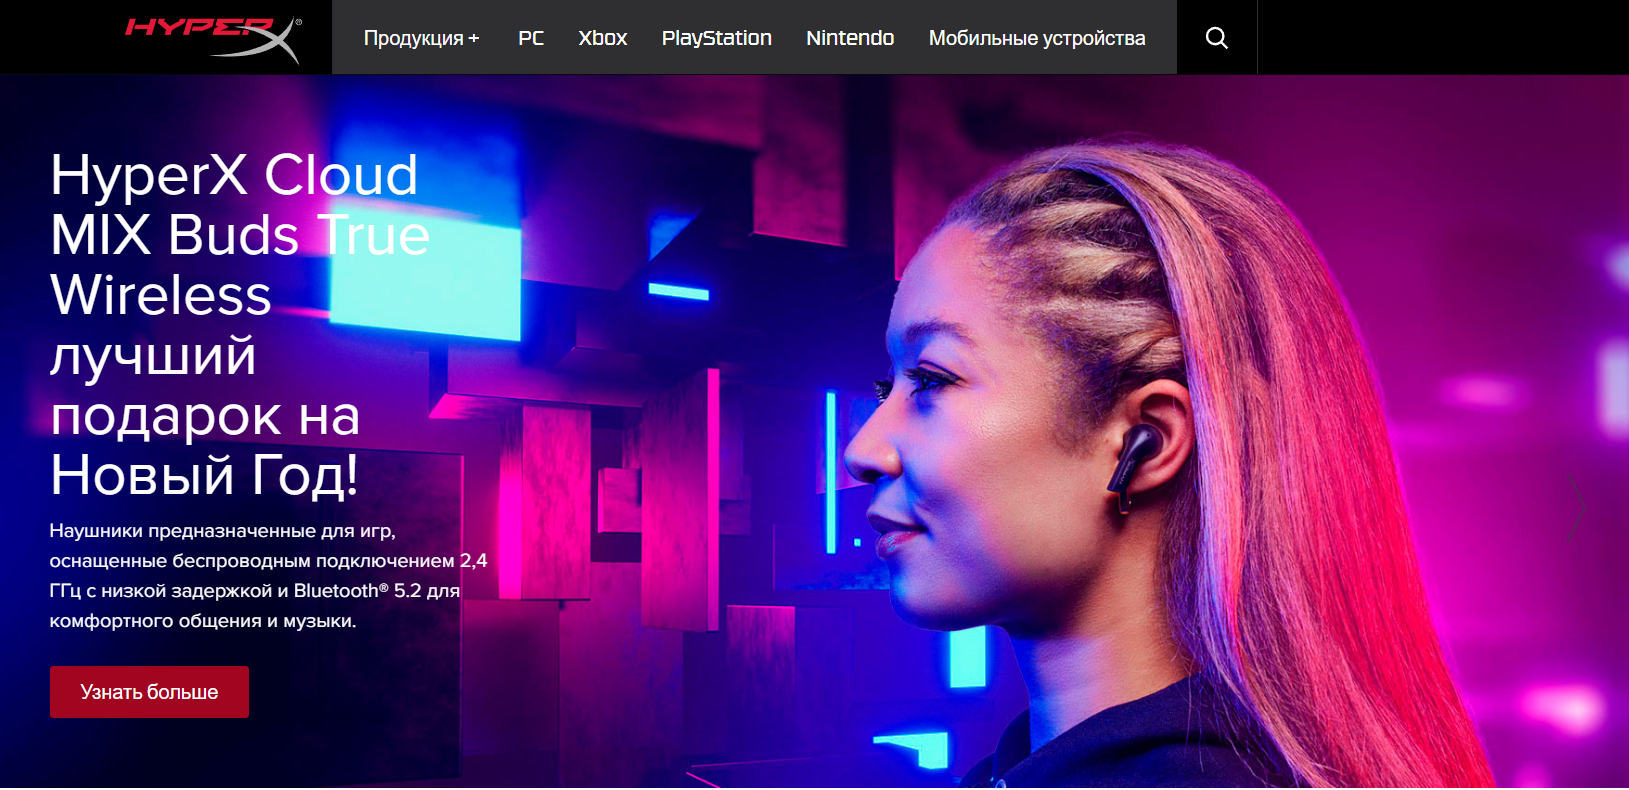 HYPERX®
Продукция +
PC
Xbox
PlayStation
Nintendo
Мобильные устройства
HyperX Cloud
MIX Buds True
Wireless
лучший
подарок на
Новый Год!
Наушники предназначенные для игр,
оснащенные беспроводным подключением 2,4
ГГц с низкой задержкой и Bluetooth® 5.2 для
комфортного общения и музыки.
Узнать больше